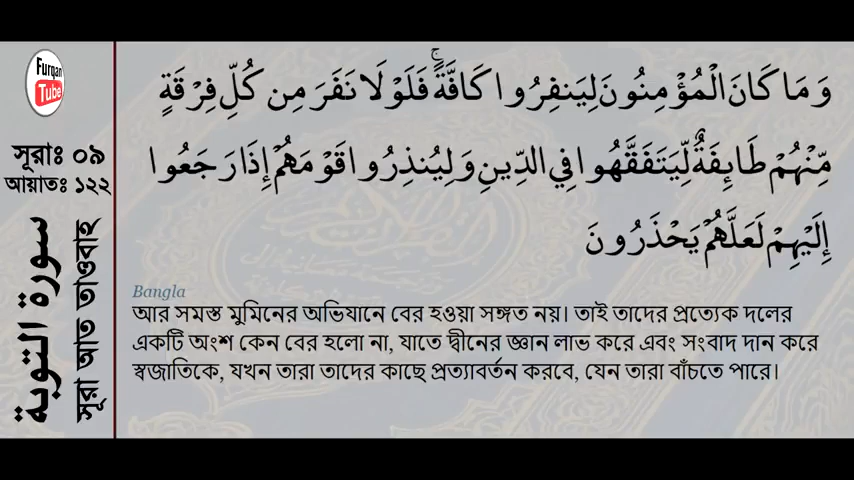 Furqan
Tube
সূরাঃ ০৯
আয়াতঃ ১২২
سورة التوبة
সূরা আত তাওবাহ
وَمَا كَانَ الْمُؤْمِنُونَ لِيَنفِرُوا كَافَّةً ۚ فَلَوْلَا نَفَرَ مِن كُلِّ فِرْقَةٍ
مِّنْهُمْ طَائِفَةٌ لِّيَتَفَقَّهُوا فِي الدِّينِ وَلِيُنذِرُوا قَوْمَهُمْ إِذَا رَجَعُوا
إِلَيْهِمْ لَعَلَّهُمْ يَحْذَرُونَ
Bangla
আর সমস্ত মুমিনের অভিযানে বের হওয়া সঙ্গত নয়। তাই তাদের প্রত্যেক দলের
একটি অংশ কেন বের হলো না, যাতে দ্বীনের জ্ঞান লাভ করে এবং সংবাদ দান করে
স্বজাতিকে, যখন তারা তাদের কাছে প্রত্যাবর্তন করবে, যেন তারা বাঁচতে পারে।